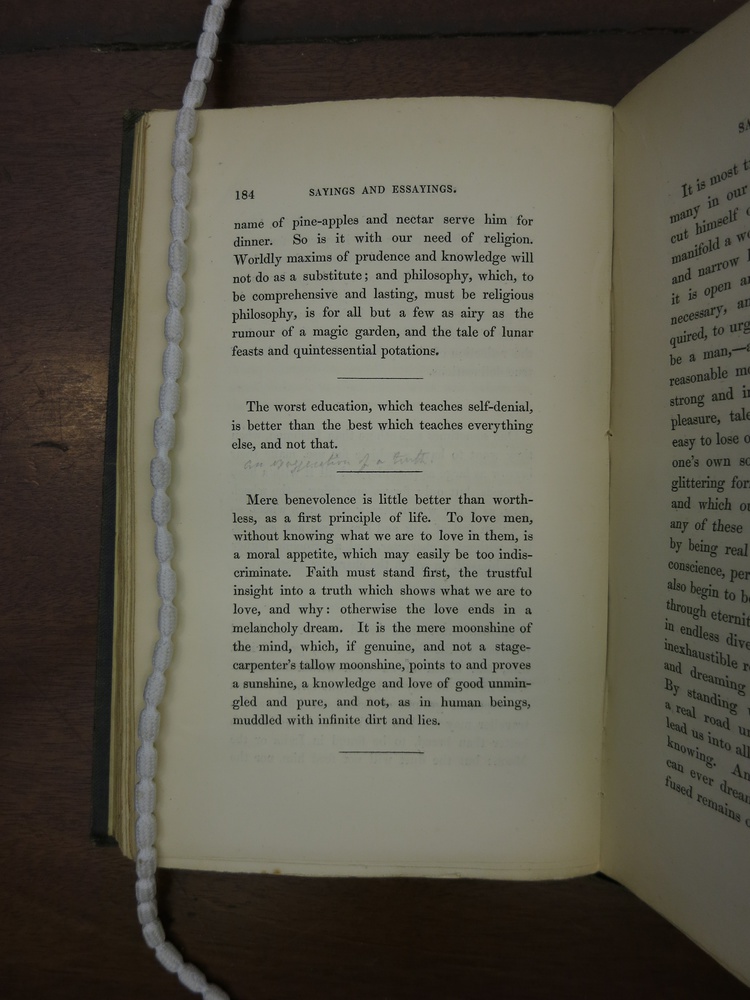 184 SAYINGS AND ESSAYINGS.
name of pine-apples and nectar serve him for
dinner. So is it with our need of religion.
Worldly maxims of prudence and knowledge will
not do as a substitute; and philosophy, which, to
be comprehensive and lasting, must be religious
philosophy, is for all but a few as airy as the
rumour of a magic garden, and the tale of lunar
feasts and quintessential potations.
The worst education, which teaches self-denial,
is better than the best which teaches everything
else, and not that.
an exaggeration of a truth.
Mere benevolence is little better than worth-
less, as a first principle of life. To love men,
without knowing what we are to love in them, is
a moral appetite, which may easily be too indis-
criminate. Faith must stand first, the trustful
insight into a truth which shows what we are to
love, and why: otherwise the love ends in a
melancholy dream. It is the mere moonshine of
the mind, which, if genuine, and not a stage-
carpenter's tallow moonshine, points to and proves
a sunshine, a knowledge and love of good unmin-
gled and pure, and not, as in human beings,
muddled with infinite dirt and lies.
It is most
many in our
cut himself
manifold a
and narrow
it is open
necessary,
quired, to
be a man,—
reasonable
strong and
pleasure,
easy to lose
one's own
glittering
and which
any of these
by being real
conscience,
also begin to
through
in endless
inexhaustible
and dreaming
By standing
a real road
lead us into
knowing.
can ever
fused remains